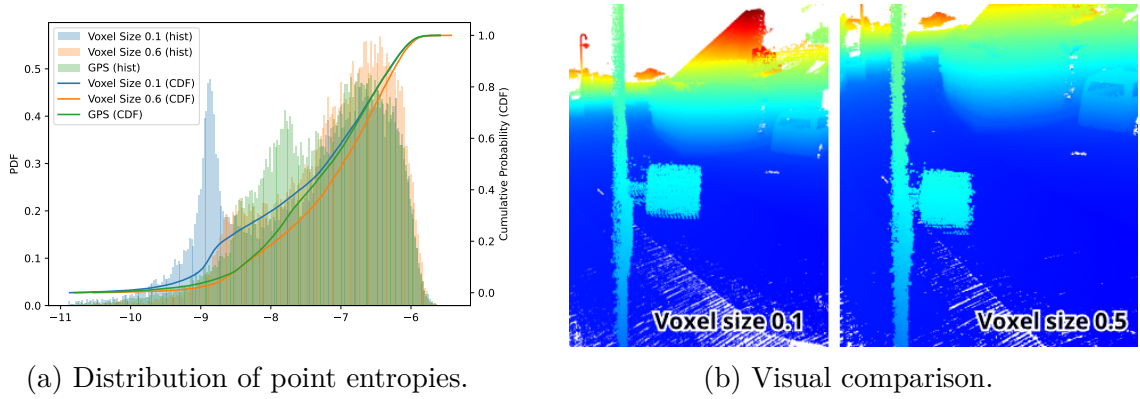 Voxel Size 0.1 (hist)
Voxel Size 0.6 (hist)
GPS (hist)
Voxel Size 0.1 (CDF)
Voxel Size 0.6 (CDF)
GPS (CDF)
PDF
0.5
0.4
0.3
0.2
0.1
0.0
−11
−10
−9
−8
−7
−6
1.0
0.8
0.6
0.4
0.2
0.0
Cumulative Probability (CDF)
Voxel size 0.1
Voxel size 0.5
(a) Distribution of point entropies.
(b) Visual comparison.